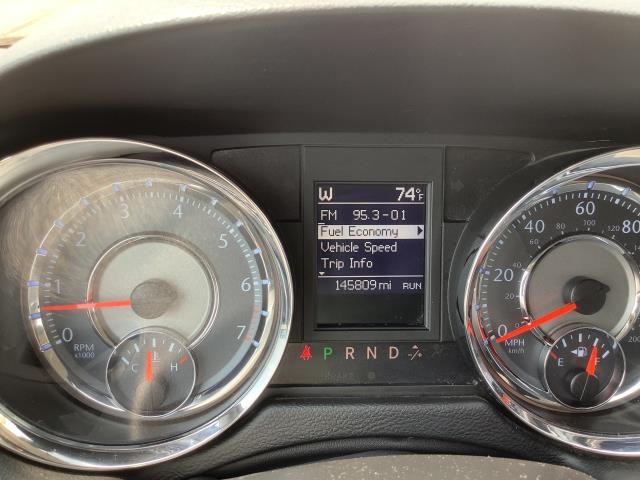 W 74°F
FM 95.3-01
Fuel Economy
Vehicle Speed
Trip Info
145809 mi RUN
P R N D
0 1 2 3 4 5 6 7
RPM
x1000
C H
0 20 40 60 80
MPH
km/h
E